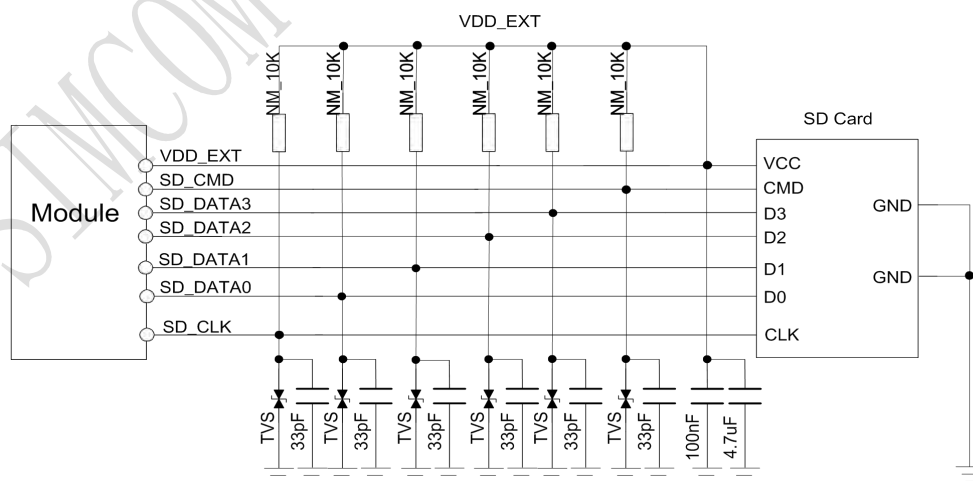 VDD_EXT
NM_10K
NM_10K
NM_10K
NM_10K
NM_10K
NM_10K
SD Card
Module
VDD_EXT
SD_CMD
SD_DATA3
SD_DATA2
SD_DATA1
SD_DATA0
SD_CLK
VCC
CMD
D3
D2
D1
D0
CLK
GND
GND
TVS
33pF
TVS
33pF
TVS
33pF
TVS
33pF
TVS
33pF
TVS
33pF
100nF
4.7uF
SIMCOM